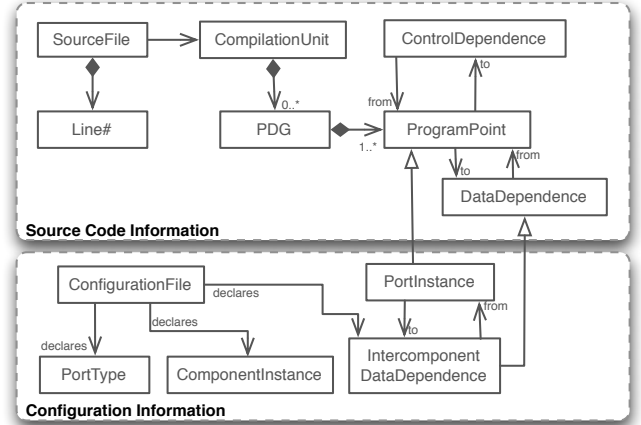 SourceFile
CompilationUnit
ControlDependence
to
from
0..*
Line#
PDG
1..*
ProgramPoint
to
from
DataDependence
Source Code Information
ConfigurationFile
declares
PortInstance
from
declares
to
declares
PortType
ComponentInstance
Intercomponent
DataDependence
Configuration Information